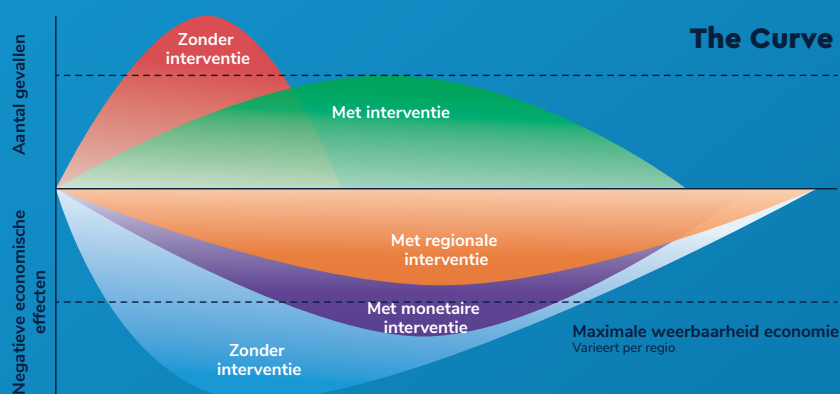 The Curve
Aantal gevallen
Zonder
interventie
Met interventie
Negatieve economische
effecten
Met regionale
interventie
Met monetaire
interventie
Zonder
interventie
Maximale weerbaarheid economie
Varieert per regio